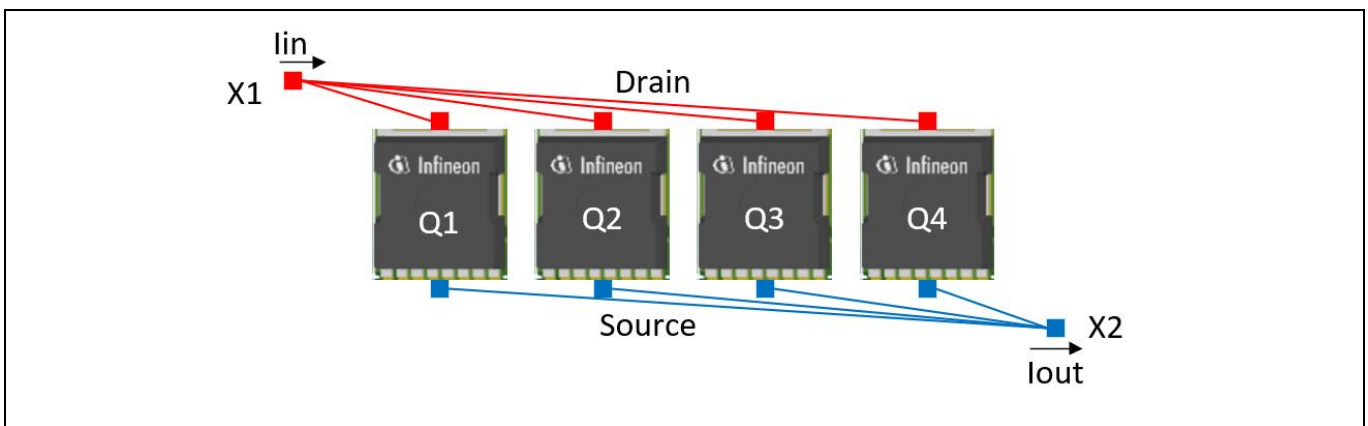 Iin
X1
Drain
Infineon Infineon Infineon Infineon
Q1 Q2 Q3 Q4
Source
X2
Iout